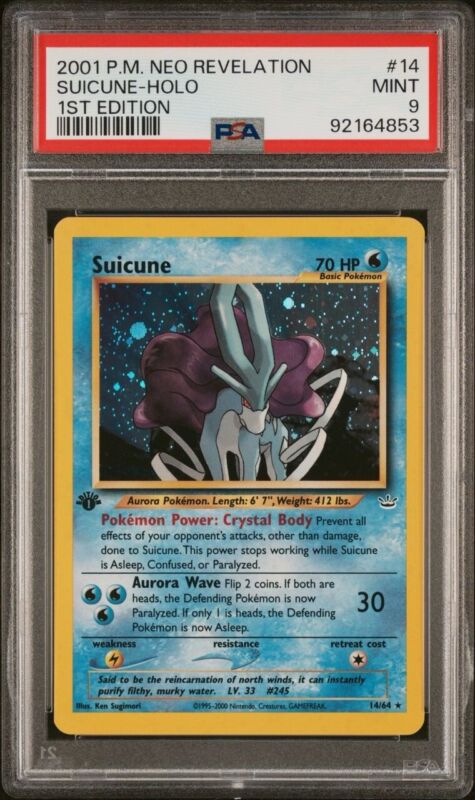 2001 P.M. NEO REVELATION #14
SUICUNE-HOLO MINT
1ST EDITION 9
PSA 92164853
Suicune 70 HP
Basic Pokémon
EDITION 1
Aurora Pokémon. Length: 6' 7", Weight: 412 lbs.
Pokémon Power: Crystal Body Prevent all
effects of your opponent's attacks, other than damage,
done to Suicune. This power stops working while Suicune
is Asleep, Confused, or Paralyzed.
Aurora Wave Flip 2 coins. If both are
heads, the Defending Pokémon is now
Paralyzed. If only 1 is heads, the Defending
Pokémon is now Asleep.
30
weakness resistance retreat cost
Said to be the reincarnation of north winds, it can instantly
purify filthy, murky water. LV. 33 #245
Illus. Ken Sugimori ©1995-2000 Nintendo, Creatures, GAMEFREAK. 14/64 ★
21 PSA